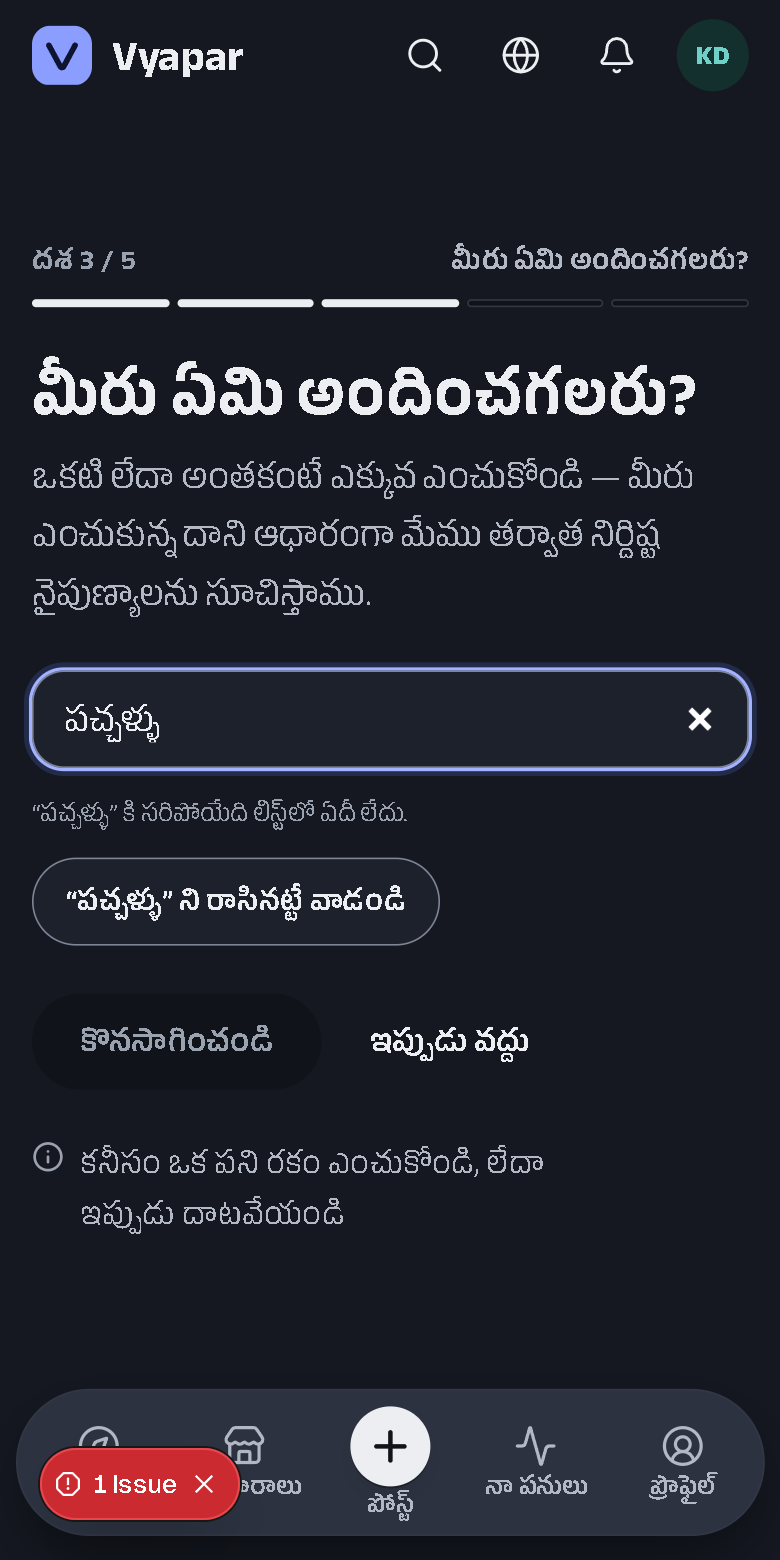 Vyapar
KD
దశ 3 / 5
మీరు ఏమి అందించగలరు?
మీరు ఏమి అందించగలరు?
ఒకటి లేదా అంతకంటే ఎక్కువ ఎంచుకోండి — మీరు
ఎంచుకున్న దాని ఆధారంగా మేము తర్వాత నిర్దిష్ట
నైపుణ్యాలను సూచిస్తాము.
పచ్చళ్ళు
“పచ్చళ్ళు” కి సరిపోయేది లిస్ట్‌లో ఏదీ లేదు.
“పచ్చళ్ళు” ని రాసినట్టే వాడండి
కొనసాగించండి
ఇప్పుడు వద్దు
కనీసం ఒక పని రకం ఎంచుకోండి, లేదా
ఇప్పుడు దాటవేయండి
1 Issue
పోస్ట్
నా పనులు
ప్రొఫైల్